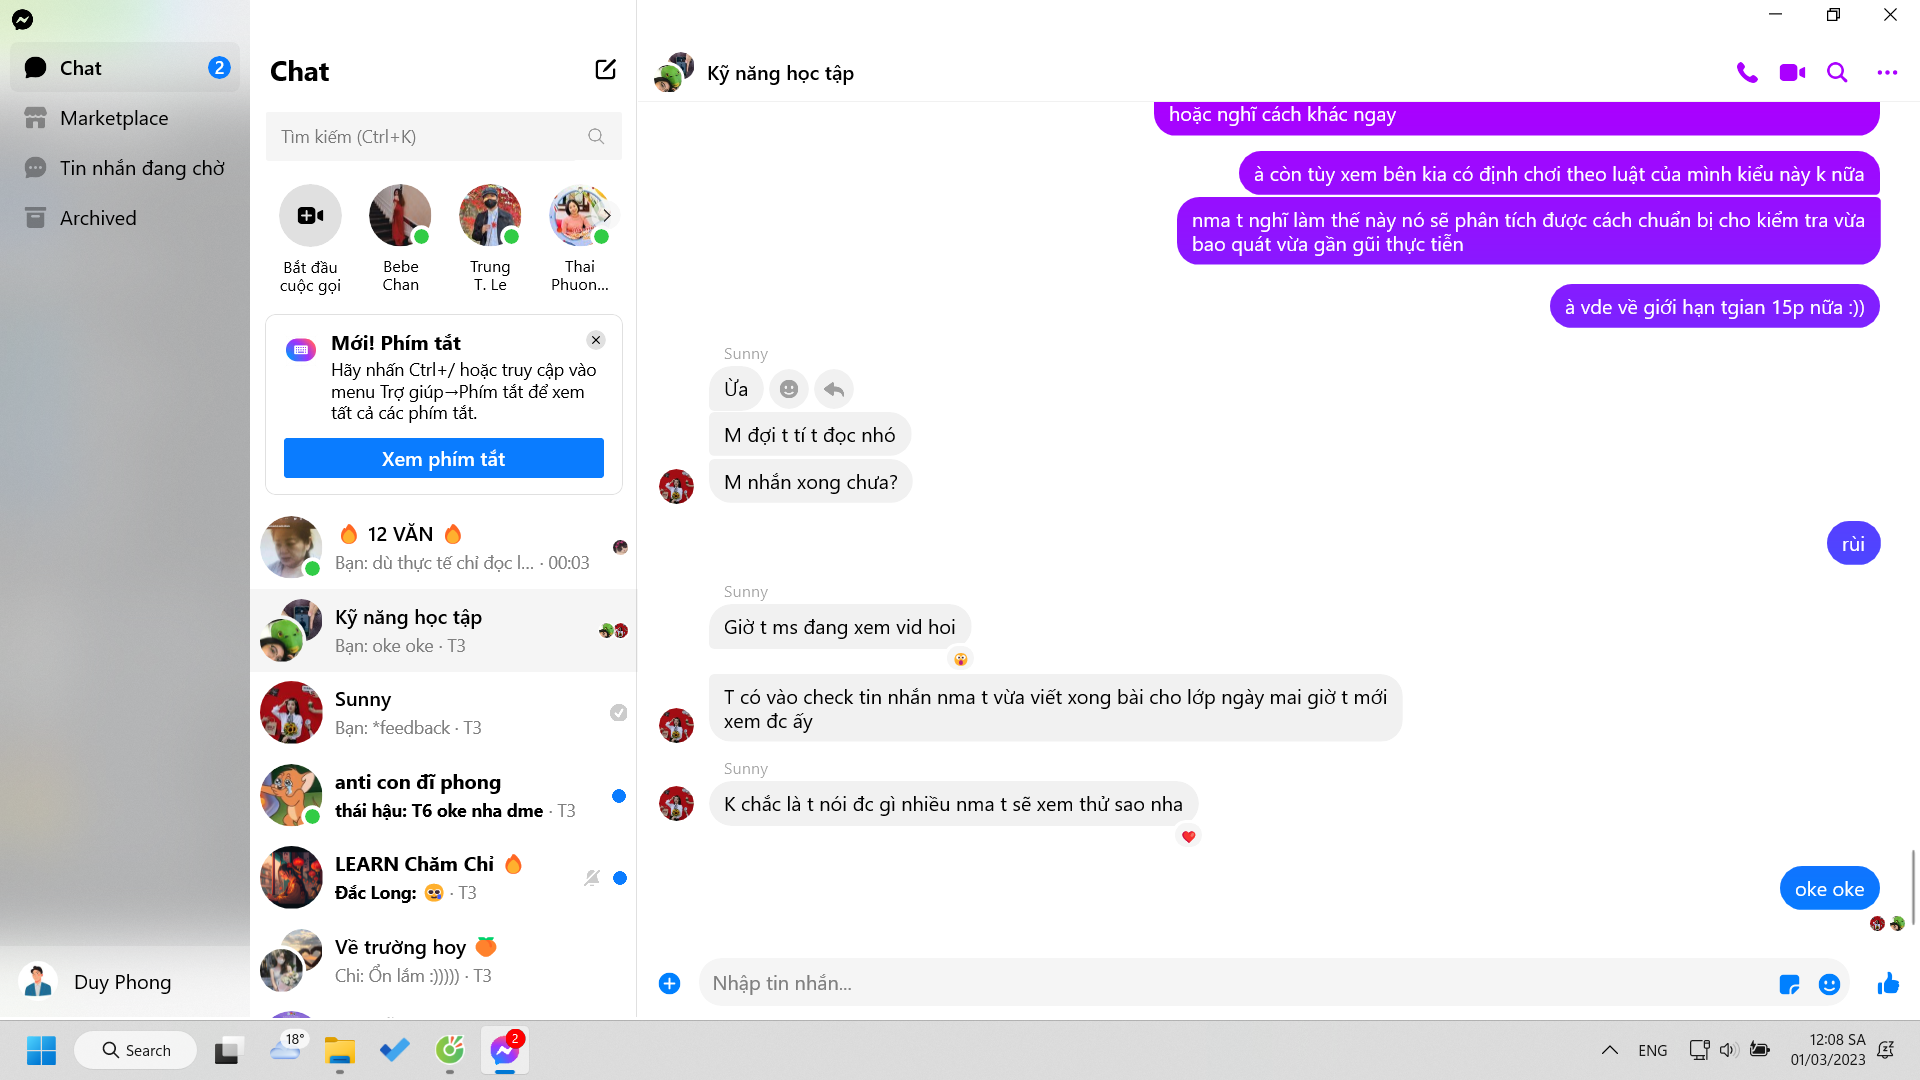 Chat
2
Marketplace
Tin nhắn đang chờ
Archived
Duy Phong
Chat
Tìm kiếm (Ctrl+K)
Bắt đầu
cuộc gọi
Bebe
Chan
Trung
T. Le
Thai
Phuon...
Mới! Phím tắt
Hãy nhấn Ctrl+/ hoặc truy cập vào
menu Trợ giúp→Phím tắt để xem
tất cả các phím tắt.
Xem phím tắt
🔥 12 VĂN 🔥
Bạn: dù thực tế chỉ đọc l... · 00:03
Kỹ năng học tập
Bạn: oke oke · T3
Sunny
Bạn: *feedback · T3
anti con đĩ phong
thái hậu: T6 oke nha dme · T3
LEARN Chăm Chỉ 🔥
Đắc Long: · T3
Về trường hoy 🍑
Chi: Ổn lắm :))))) · T3
Kỹ năng học tập
hoặc nghĩ cách khác ngay
à còn tùy xem bên kia có định chơi theo luật của mình kiểu này k nữa
nma t nghĩ làm thế này nó sẽ phân tích được cách chuẩn bị cho kiểm tra vừa
bao quát vừa gần gũi thực tiễn
à vde về giới hạn tgian 15p nữa :))
Sunny
Ừa
M đợi t tí t đọc nhó
M nhắn xong chưa?
rùi
Sunny
Giờ t ms đang xem vid hoi
T có vào check tin nhắn nma t vừa viết xong bài cho lớp ngày mai giờ t mới
xem đc ấy
Sunny
K chắc là t nói đc gì nhiều nma t sẽ xem thử sao nha
oke oke
Nhập tin nhắn...
Search
18°
2
ENG
12:08 SA
01/03/2023